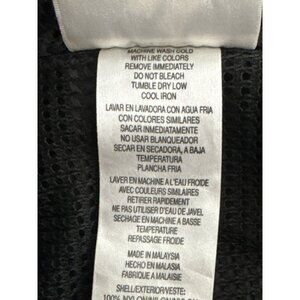 MACHINE WASH COLD
WITH LIKE COLORS
REMOVE IMMEDIATELY
DO NOT BLEACH
TUMBLE DRY LOW
COOL IRON
LAVAR EN LAVADORA CON AGUA FRIA
CON COLORES SIMILARES
SACAR INMEDIATAMENTE
NO USAR BLANQUEADOR
SECAR EN SECADORA, A BAJA
TEMPERATURA
PLANCHA FRIA
LAVER EN MACHINE A L'EAU FROIDE
AVEC COULEURS SIMILAIRES
RETIRER RAPIDEMENT
NE PAS UTILISER D'EAU DE JAVEL
SECHAGE EN MACHINE A BASSE
TEMPERATURE
REPASSAGE FROIDE
MADE IN MALAYSIA
HECHO EN MALASIA
FABRIQUE A MALAISIE
SHELL/EXTERIOR/VESTE:
100% NYLON/NILON